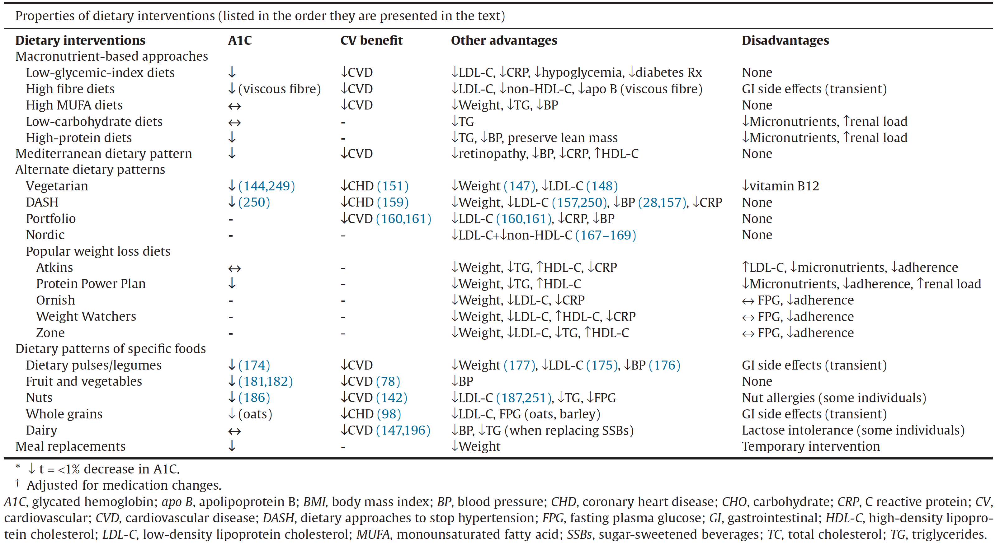 Properties of dietary interventions (listed in the order they are presented in the text)
Dietary interventions A1C CV benefit Other advantages Disadvantages
Macronutrient-based approaches
Low-glycemic-index diets ↓ ↓CVD ↓LDL-C, ↓CRP, ↓hypoglycemia, ↓diabetes Rx None
High fibre diets ↓(viscous fibre) ↓CVD ↓LDL-C, ↓non-HDL-C, ↓apo B (viscous fibre) GI side effects (transient)
High MUFA diets ↔ ↓CVD ↓Weight, ↓TG, ↓BP None
Low-carbohydrate diets ↔ - ↓TG ↓Micronutrients, ↑renal load
High-protein diets ↓ - ↓TG, ↓BP, preserve lean mass ↓Micronutrients, ↑renal load
Mediterranean dietary pattern ↓ ↓CVD ↓retinopathy, ↓BP, ↓CRP, ↑HDL-C None
Alternate dietary patterns
Vegetarian ↓(144,249) ↓CHD (151) ↓Weight (147), ↓LDL-C (148) ↓vitamin B12
DASH ↓(250) ↓CHD (159) ↓Weight, ↓LDL-C (157,250), ↓BP (28,157), ↓CRP None
Portfolio - ↓CVD (160,161) ↓LDL-C (160,161), ↓CRP, ↓BP None
Nordic - - ↓LDL-C+↓non-HDL-C (167–169) None
Popular weight loss diets
Atkins ↔ - ↓Weight, ↓TG, ↑HDL-C, ↓CRP ↑LDL-C, ↓micronutrients, ↓adherence
Protein Power Plan ↓ - ↓Weight, ↓TG, ↑HDL-C ↓Micronutrients, ↓adherence, ↑renal load
Ornish - - ↓Weight, ↓LDL-C, ↓CRP ↔ FPG, ↓adherence
Weight Watchers - - ↓Weight, ↓LDL-C, ↑HDL-C, ↓CRP ↔ FPG, ↓adherence
Zone - - ↓Weight, ↓LDL-C, ↓TG, ↑HDL-C ↔ FPG, ↓adherence
Dietary patterns of specific foods
Dietary pulses/legumes ↓(174) ↓CVD ↓Weight (177), ↓LDL-C (175), ↓BP (176) GI side effects (transient)
Fruit and vegetables ↓(181,182) ↓CVD (78) ↓BP None
Nuts ↓(186) ↓CVD (142) ↓LDL-C (187,251), ↓TG, ↓FPG Nut allergies (some individuals)
Whole grains ↓(oats) ↓CHD (98) ↓LDL-C, FPG (oats, barley) GI side effects (transient)
Dairy ↔ ↓CVD (147,196) ↓BP, ↓TG (when replacing SSBs) Lactose intolerance (some individuals)
Meal replacements ↓ - ↓Weight Temporary intervention
* ↓ t = <1% decrease in A1C.
† Adjusted for medication changes.
A1C, glycated hemoglobin; apo B, apolipoprotein B; BMI, body mass index; BP, blood pressure; CHD, coronary heart disease; CHO, carbohydrate; CRP, C reactive protein; CV,
cardiovascular; CVD, cardiovascular disease; DASH, dietary approaches to stop hypertension; FPG, fasting plasma glucose; GI, gastrointestinal; HDL-C, high-density lipopro-
tein cholesterol; LDL-C, low-density lipoprotein cholesterol; MUFA, monounsaturated fatty acid; SSBs, sugar-sweetened beverages; TC, total cholesterol; TG, triglycerides.